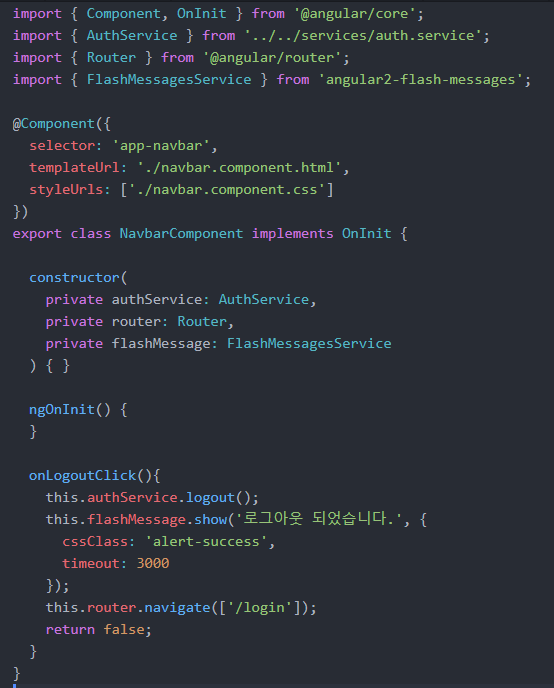 import { Component, OnInit } from '@angular/core';
import { AuthService } from '../../services/auth.service';
import { Router } from '@angular/router';
import { FlashMessagesService } from 'angular2-flash-messages';

@Component({
  selector: 'app-navbar',
  templateUrl: './navbar.component.html',
  styleUrls: ['./navbar.component.css']
})
export class NavbarComponent implements OnInit {

  constructor(
    private authService: AuthService,
    private router: Router,
    private flashMessage: FlashMessagesService
  ) { }

  ngOnInit() {
  }

  onLogoutClick(){
    this.authService.logout();
    this.flashMessage.show('로그아웃 되었습니다.', {
      cssClass: 'alert-success',
      timeout: 3000
    });
    this.router.navigate(['/login']);
    return false;
  }
}